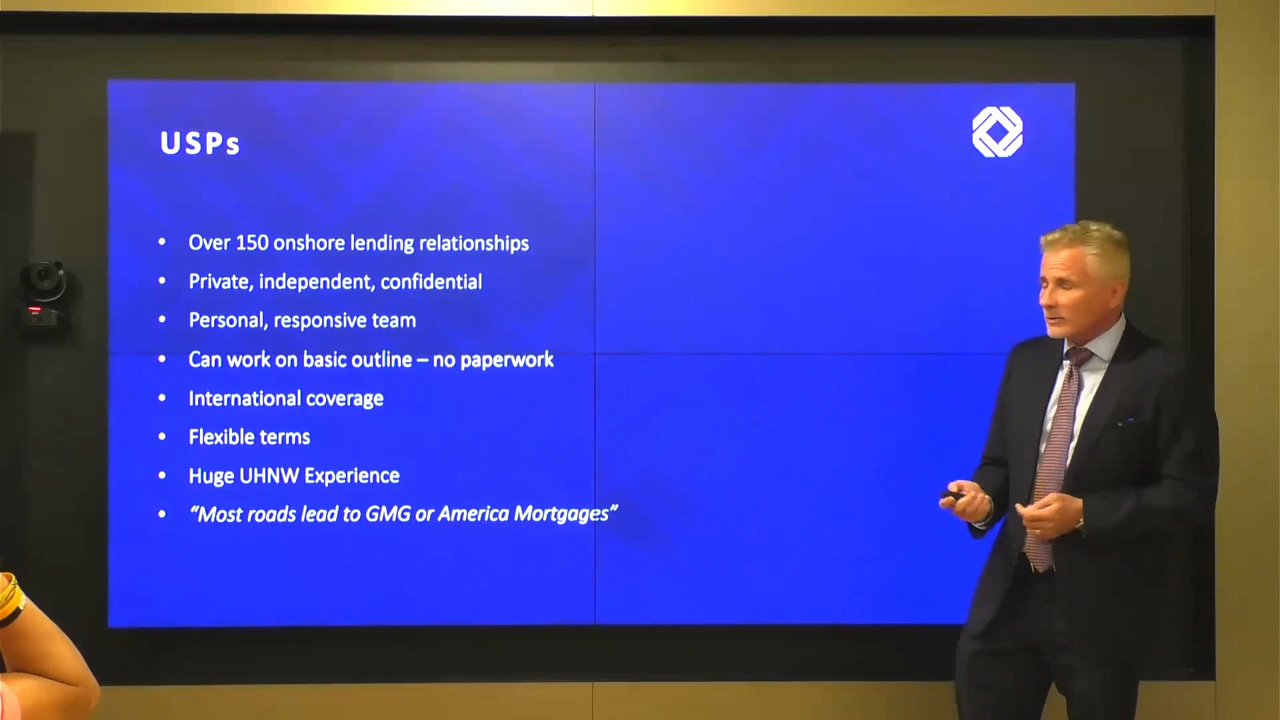 USPs
• Over 150 onshore lending relationships
• Private, independent, confidential
• Personal, responsive team
• Can work on basic outline – no paperwork
• International coverage
• Flexible terms
• Huge UHNW Experience
• “Most roads lead to GMG or America Mortgages”